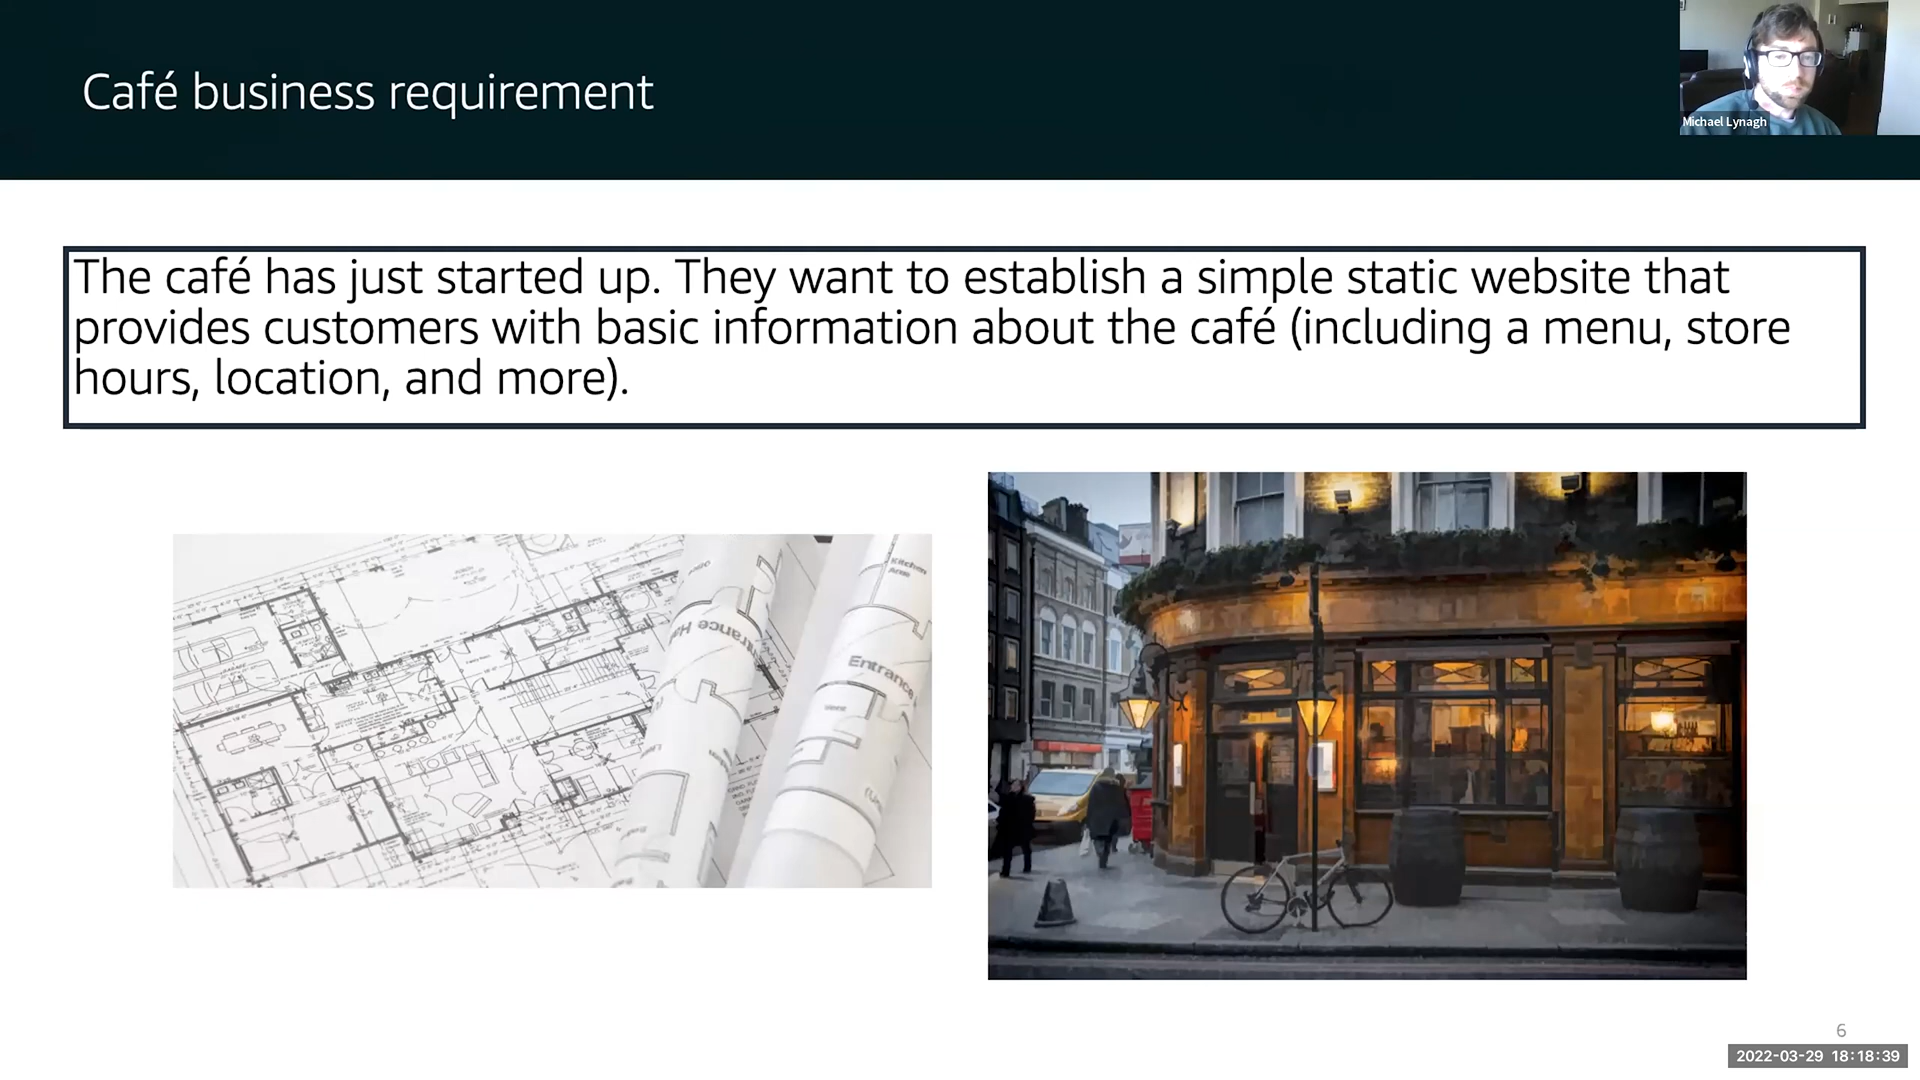 Café business requirement
Michael Lynagh
The café has just started up. They want to establish a simple static website that
provides customers with basic information about the café (including a menu, store
hours, location, and more).
Kitchen
Entrance
Vent
6
2022-03-29 18:18:39